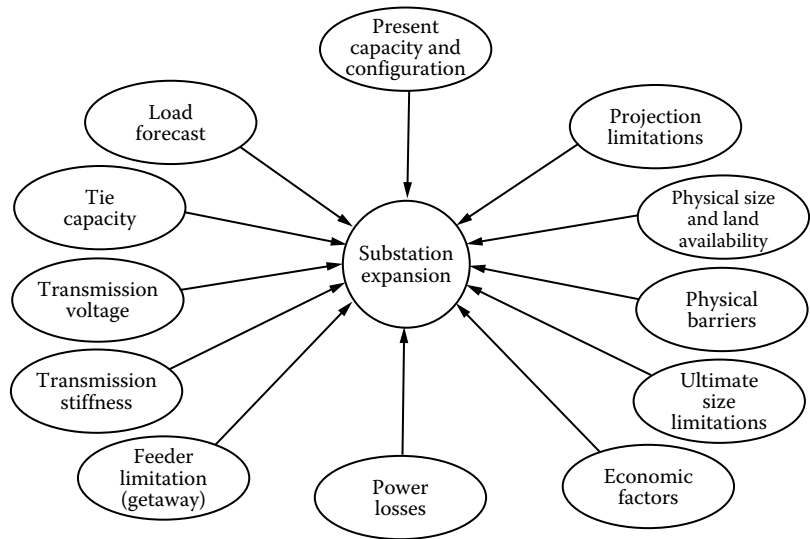 Present
capacity and
configuration
Load
forecast
Projection
limitations
Tie
capacity
Physical size
and land
availability
Substation
expansion
Transmission
voltage
Physical
barriers
Transmission
stiffness
Ultimate
size
limitations
Feeder
limitation
(getaway)
Power
losses
Economic
factors